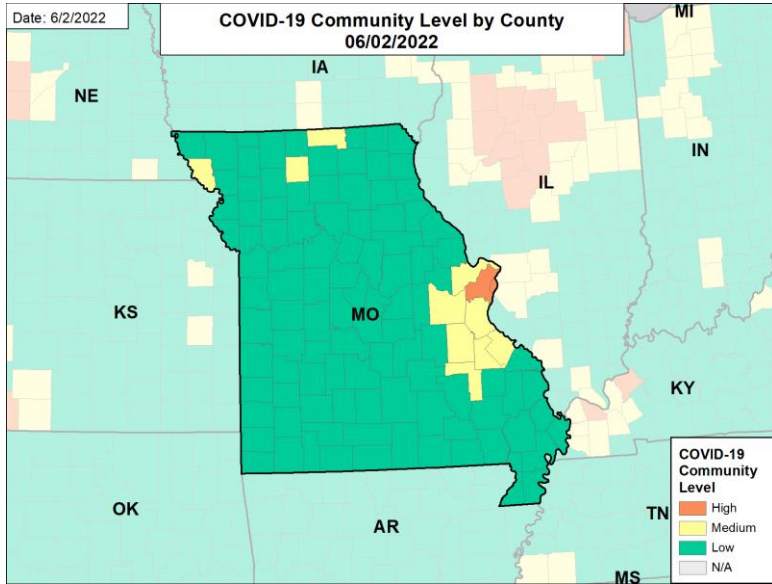 Date: 6/2/2022
COVID-19 Community Level by County
06/02/2022
MI
IA
NE
IN
IL
KS
MO
KY
OK
AR
TN
MS
COVID-19
Community
Level
High
Medium
Low
N/A